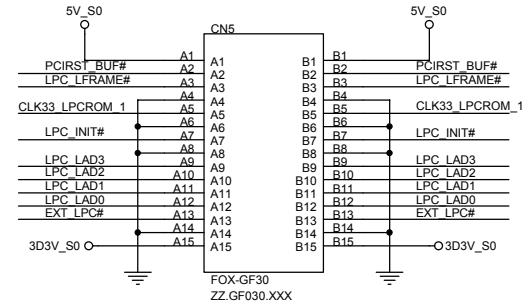 5V_S0 5V_S0
CN5
A1 A1 B1 B1
PCIRST_BUF# A2 A2 B2 B2 PCIRST_BUF#
LPC_LFRAME# A3 A3 B3 B3 LPC_LFRAME#
A4 A4 B4 B4
CLK33_LPCROM_1 A5 A5 B5 B5 CLK33_LPCROM_1
A6 A6 B6 B6
LPC_INIT# A7 A7 B7 B7 LPC_INIT#
A8 A8 B8 B8
LPC_LAD3 A9 A9 B9 B9 LPC_LAD3
LPC_LAD2 A10 A10 B10 B10 LPC_LAD2
LPC_LAD1 A11 A11 B11 B11 LPC_LAD1
LPC_LAD0 A12 A12 B12 B12 LPC_LAD0
EXT_LPC# A13 A13 B13 B13 EXT_LPC#
A14 A14 B14 B14
3D3V_S0 A15 A15 B15 B15 3D3V_S0
FOX-GF30
ZZ.GF030.XXX